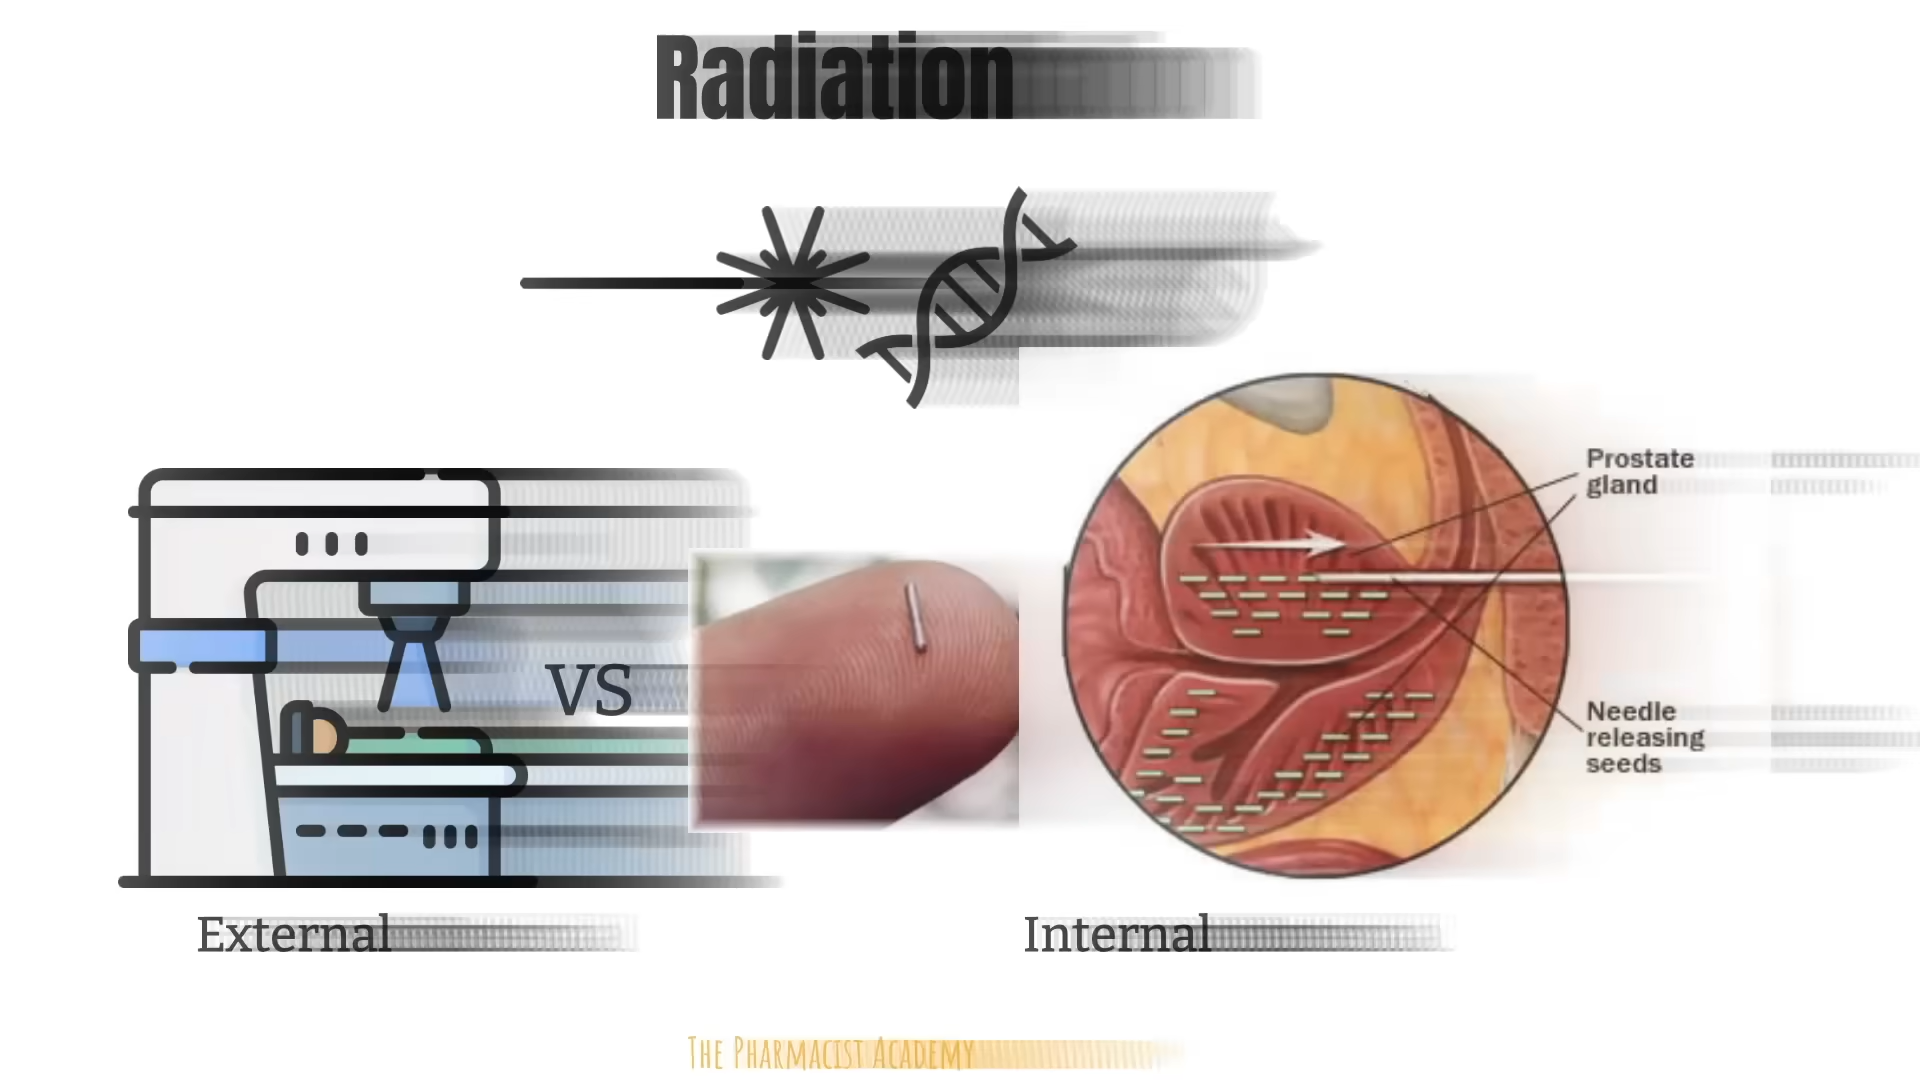 Radiation
Prostate
gland
VS
Needle
releasing
seeds
External
Internal
The Pharmacist Academy